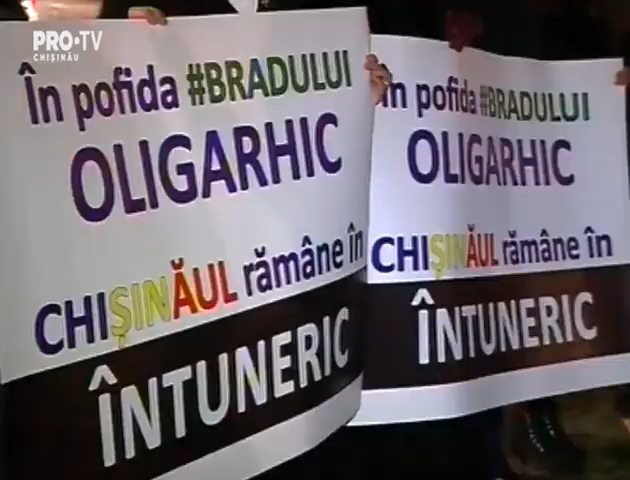 PRO·TV
CHIȘINĂU
În pofida #BRADULUI
OLIGARHIC
CHIȘINĂUL rămâne în
ÎNTUNERIC
în pofida #BRADULUI
OLIGARHIC
CHIȘINĂUL rămâne în
ÎNTUNERIC